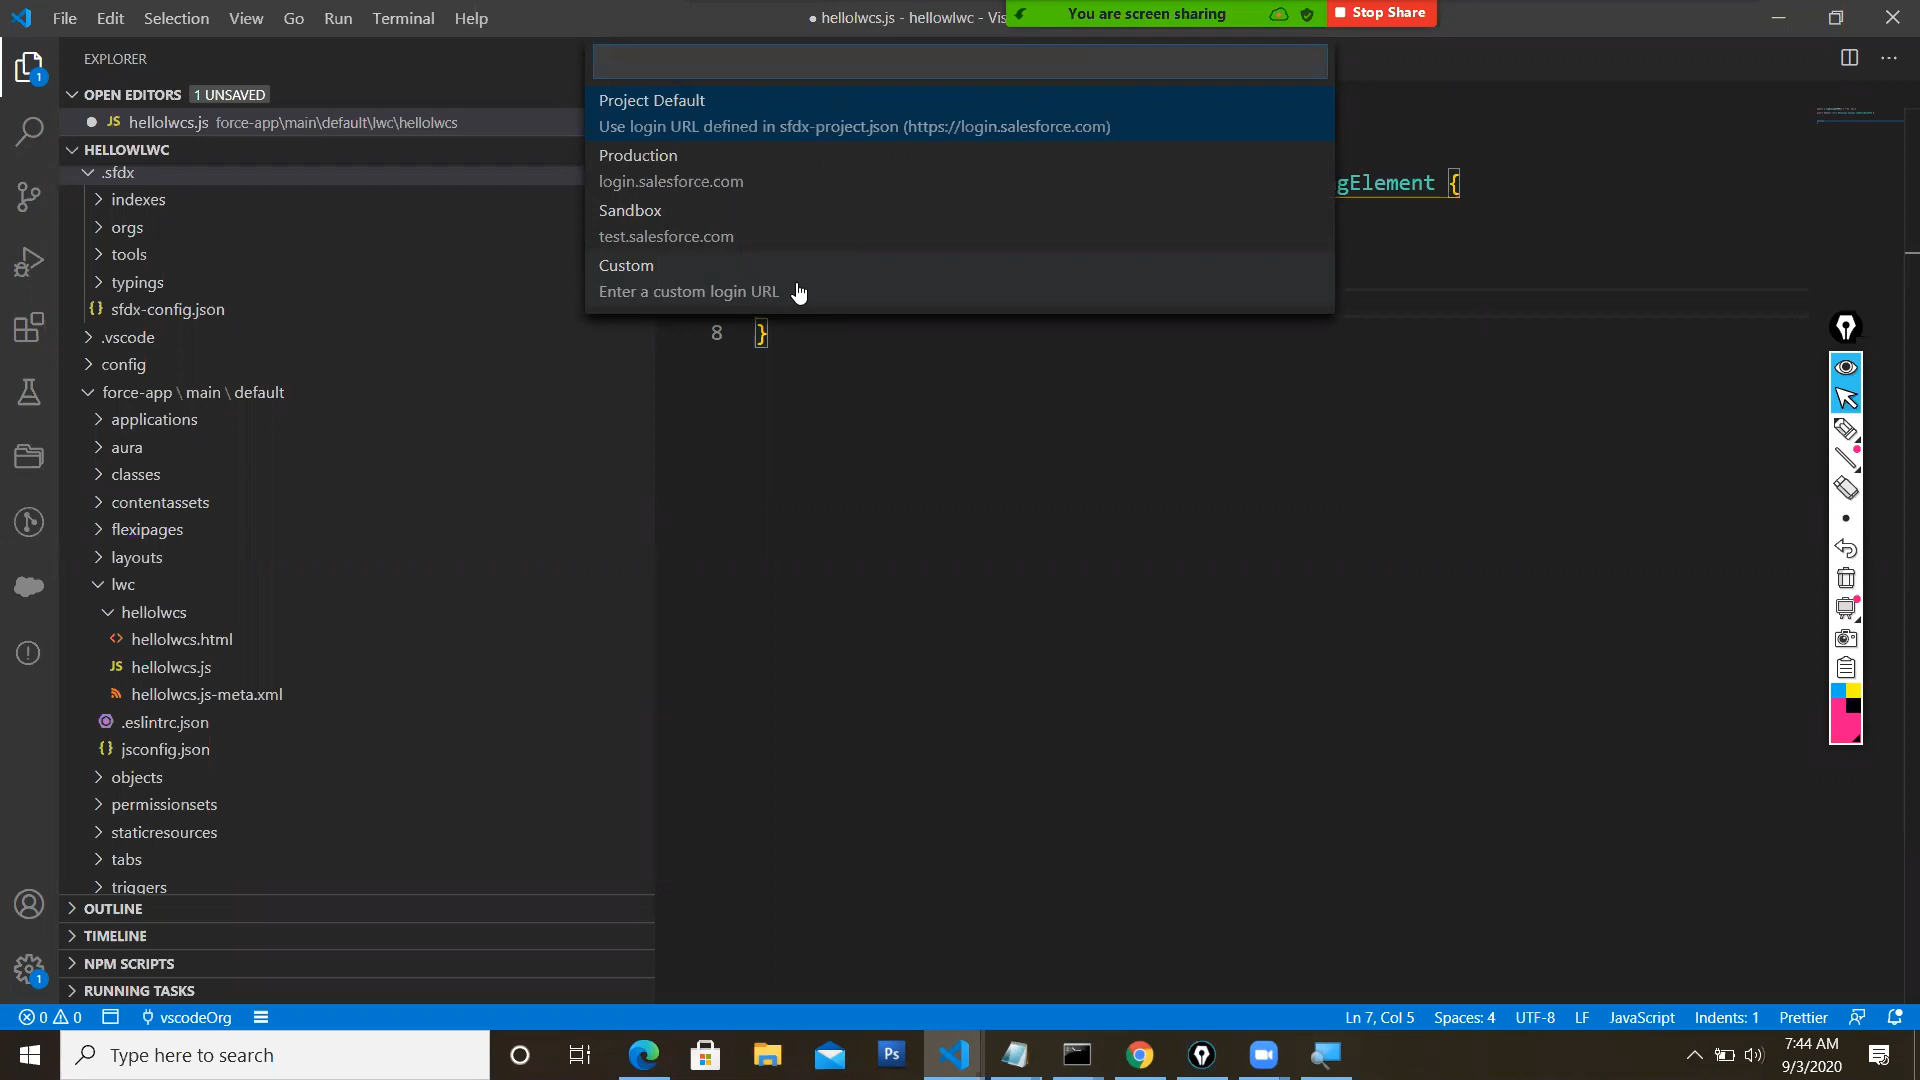 File Edit Selection View Go Run Terminal Help
● hellolwcs.js - hellowlwc - Vis
You are screen sharing
Stop Share
EXPLORER
OPEN EDITORS 1 UNSAVED
JS hellolwcs.js force-app\main\default\lwc\hellolwcs
HELLOWLWC
.sfdx
indexes
orgs
tools
typings
{} sfdx-config.json
.vscode
config
force-app \ main \ default
applications
aura
classes
contentassets
flexipages
layouts
lwc
hellolwcs
<> hellolwcs.html
JS hellolwcs.js
hellolwcs.js-meta.xml
.eslintrc.json
{} jsconfig.json
objects
permissionsets
staticresources
tabs
triggers
OUTLINE
TIMELINE
NPM SCRIPTS
RUNNING TASKS
Project Default
Use login URL defined in sfdx-project.json (https://login.salesforce.com)
Production
login.salesforce.com
Sandbox
test.salesforce.com
Custom
Enter a custom login URL
gElement {
8 }
1
1
0 0 vscodeOrg
Ln 7, Col 5 Spaces: 4 UTF-8 LF JavaScript Indents: 1 Prettier
Type here to search
Ps
7:44 AM
9/3/2020